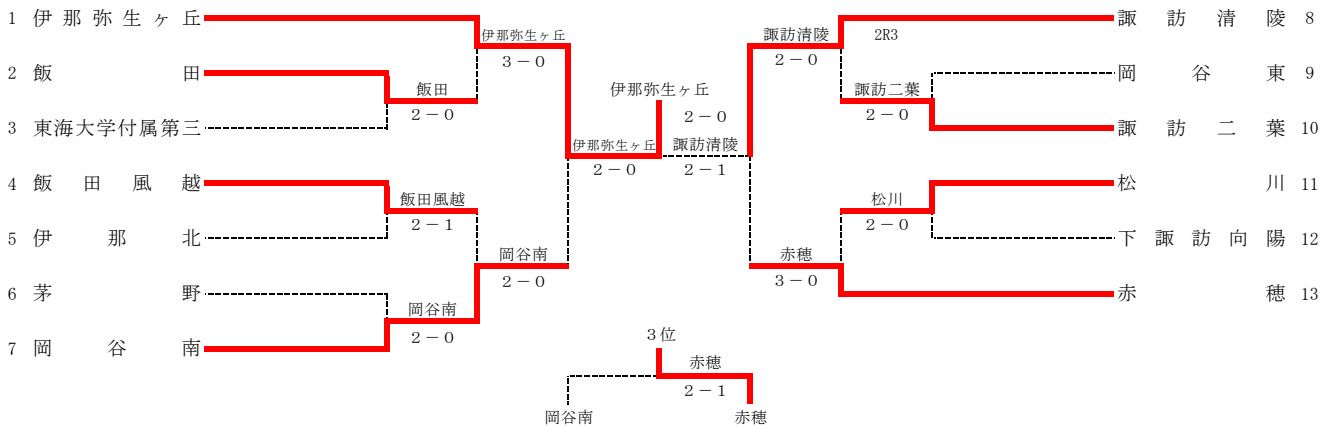 1 伊那弥生ヶ丘
2 飯田
3 東海大学付属第三
4 飯田風越
5 伊那北
6 茅野
7 岡谷南
飯田
2－0
飯田風越
2－1
岡谷南
2－0
伊那弥生ヶ丘
3－0
岡谷南
2－0
伊那弥生ヶ丘
2－0
伊那弥生ヶ丘
2－0
諏訪清陵
2－1
諏訪清陵
2－0
2R3
赤穂
3－0
諏訪二葉
2－0
松川
2－0
諏訪清陵 8
岡谷東 9
諏訪二葉 10
松川 11
下諏訪向陽 12
赤穂 13
3位
赤穂
2－1
岡谷南
赤穂